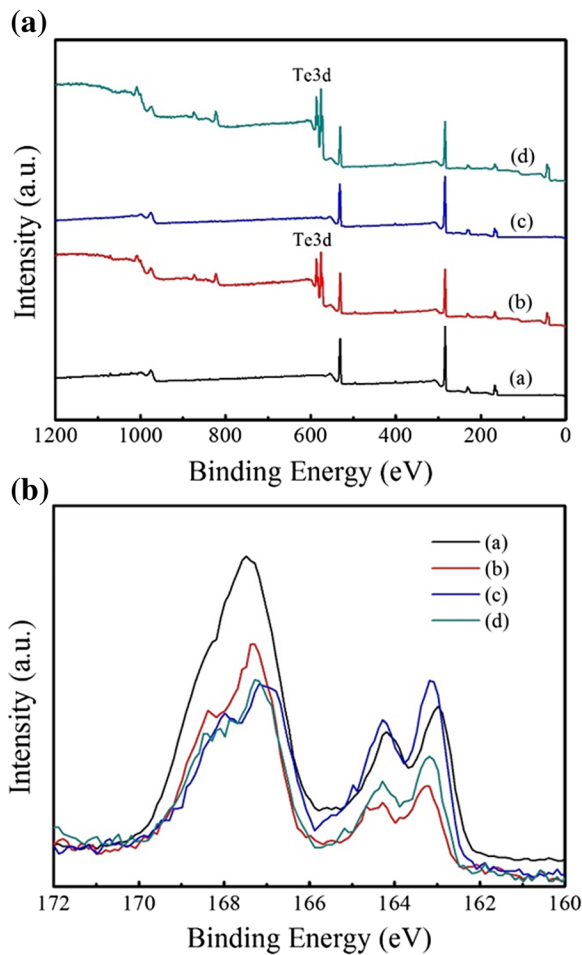 (a)
Te3d
(d)
(c)
Te3d
(b)
(a)
Intensity (a.u.)
1200 1000 800 600 400 200 0
Binding Energy (eV)
(b)
(a)
(b)
(c)
(d)
Intensity (a.u.)
172 170 168 166 164 162 160
Binding Energy (eV)